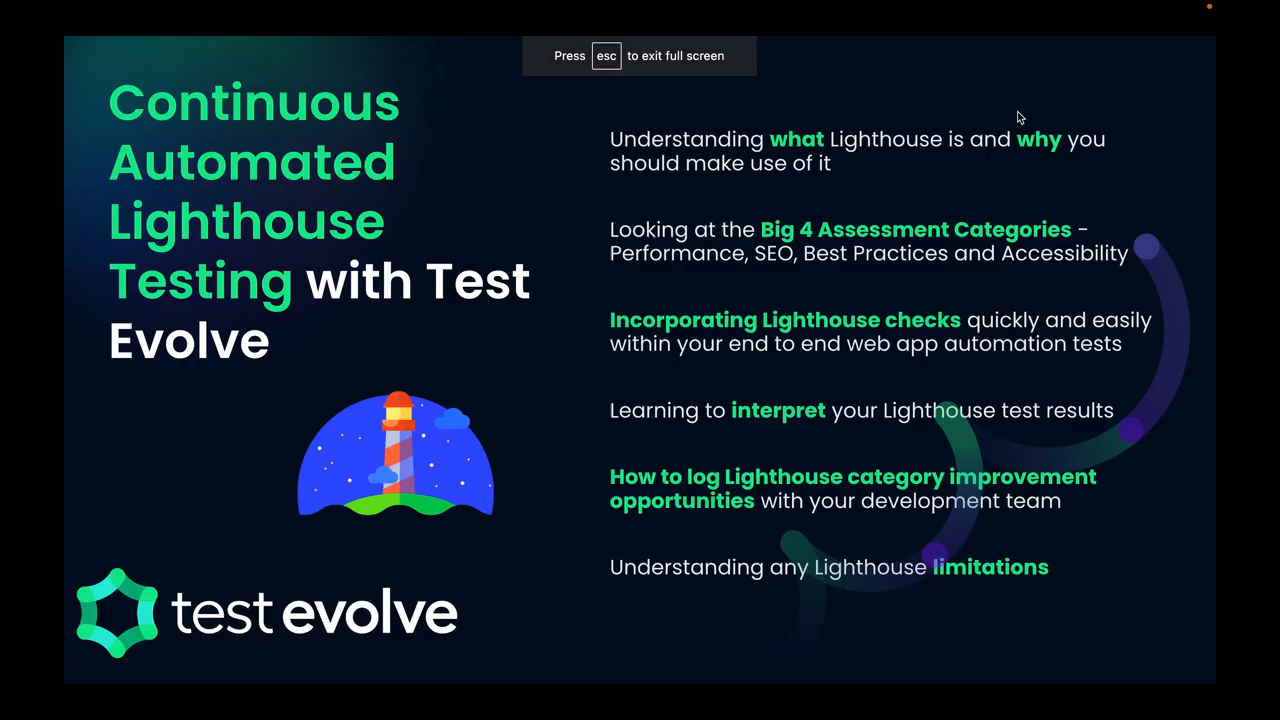 Press esc to exit full screen
Continuous
Automated
Lighthouse
Testing with Test
Evolve
Understanding what Lighthouse is and why you
should make use of it
Looking at the Big 4 Assessment Categories -
Performance, SEO, Best Practices and Accessibility
Incorporating Lighthouse checks quickly and easily
within your end to end web app automation tests
Learning to interpret your Lighthouse test results
How to log Lighthouse category improvement
opportunities with your development team
Understanding any Lighthouse limitations
test evolve